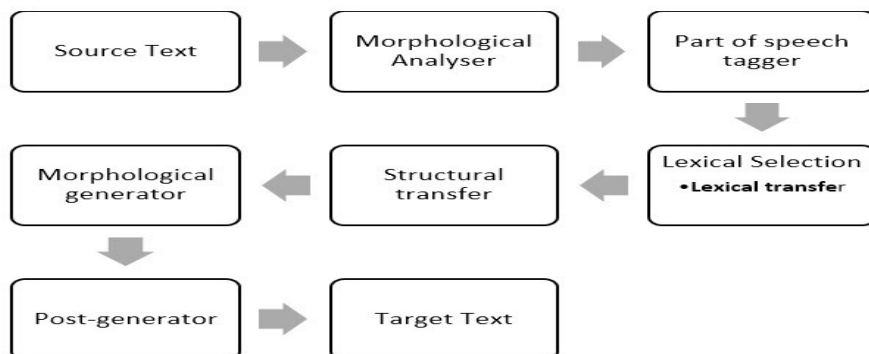 Source Text
Morphological
Analyser
Part of speech
tagger
Lexical Selection
•Lexical transfer
Structural
transfer
Morphological
generator
Post-generator
Target Text